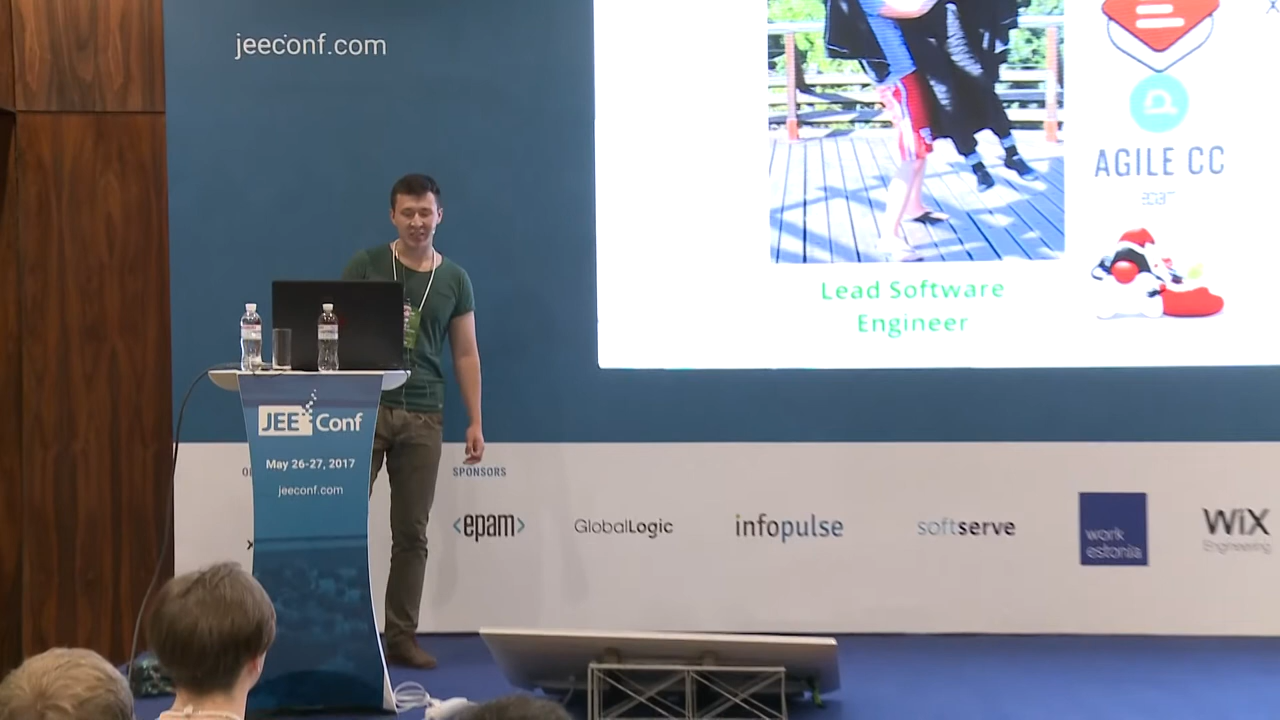 jeeconf.com
AGILE CC
Lead Software
Engineer
JEE Conf
May 26-27, 2017
jeeconf.com
SPONSORS
<epam>
GlobalLogic
infopulse
softserve
work
estonia
WiX
Engineering